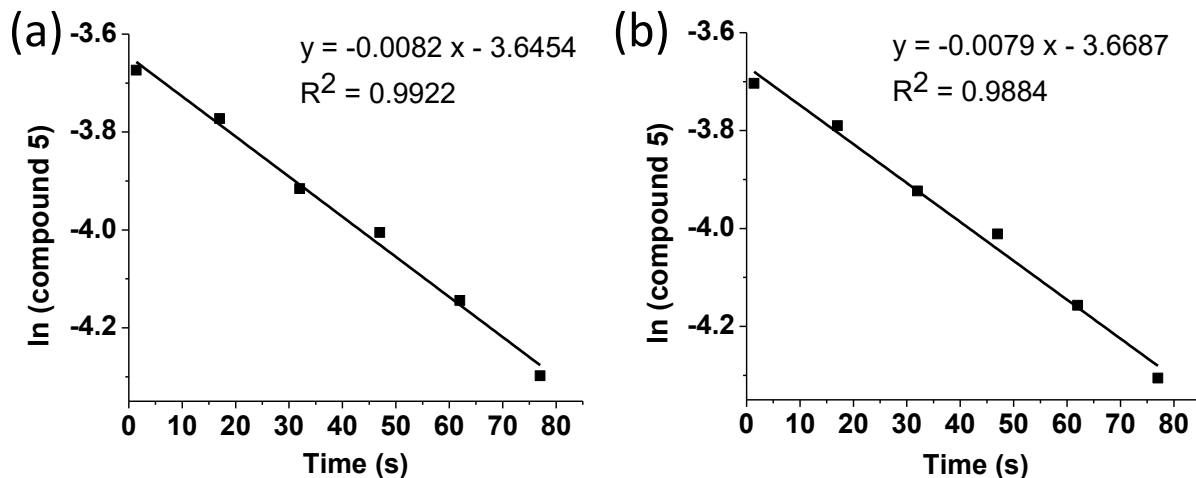 (a)
y = -0.0082 x - 3.6454
R² = 0.9922
ln (compound 5)
-3.6
-3.8
-4.0
-4.2
0 10 20 30 40 50 60 70 80
Time (s)
(b)
y = -0.0079 x - 3.6687
R² = 0.9884
ln (compound 5)
-3.6
-3.8
-4.0
-4.2
0 10 20 30 40 50 60 70 80
Time (s)